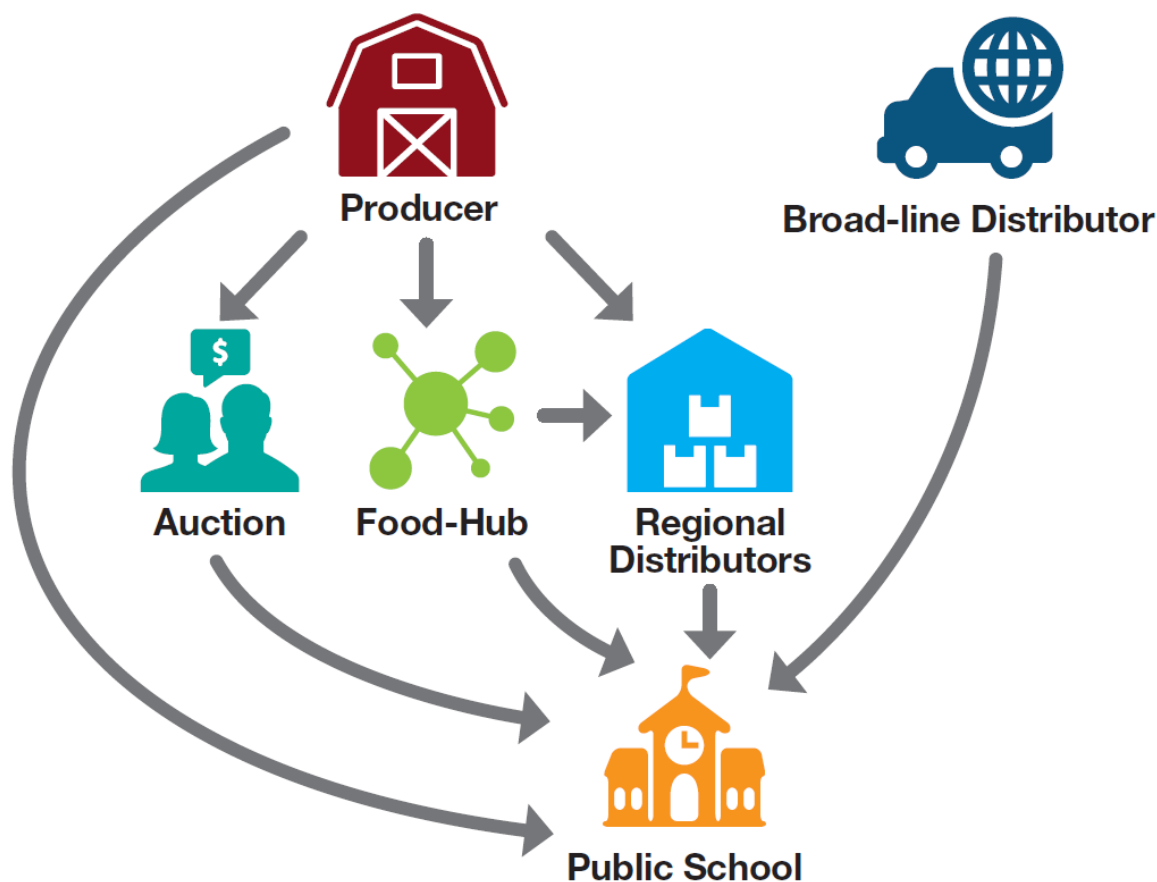 Producer
Broad-line Distributor
$
Auction
Food-Hub
Regional
Distributors
Public School